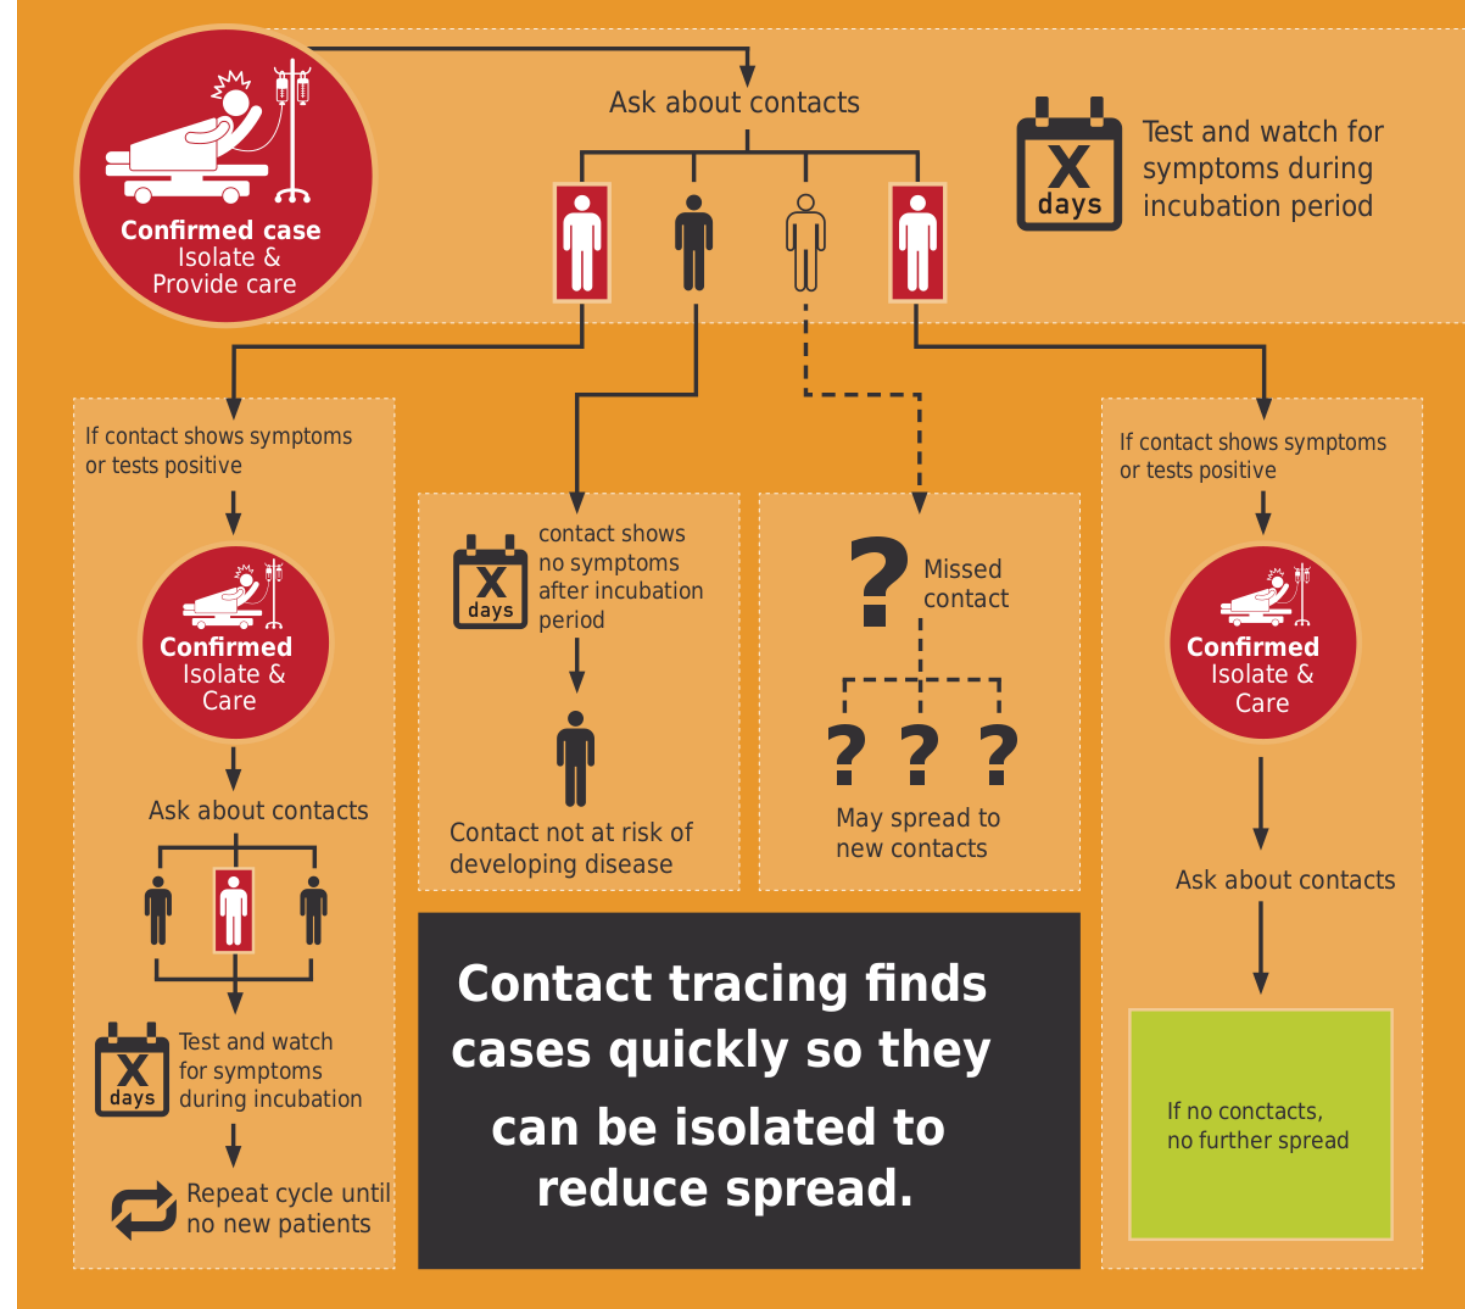 Confirmed case
Isolate &
Provide care
Ask about contacts
X
days
Test and watch for
symptoms during
incubation period
If contact shows symptoms
or tests positive
Confirmed
Isolate &
Care
Ask about contacts
X
days
Test and watch
for symptoms
during incubation
Repeat cycle until
no new patients
X
days
contact shows
no symptoms
after incubation
period
Contact not at risk of
developing disease
?
Missed
contact
? ? ?
May spread to
new contacts
If contact shows symptoms
or tests positive
Confirmed
Isolate &
Care
Ask about contacts
If no conctacts,
no further spread
Contact tracing finds
cases quickly so they
can be isolated to
reduce spread.